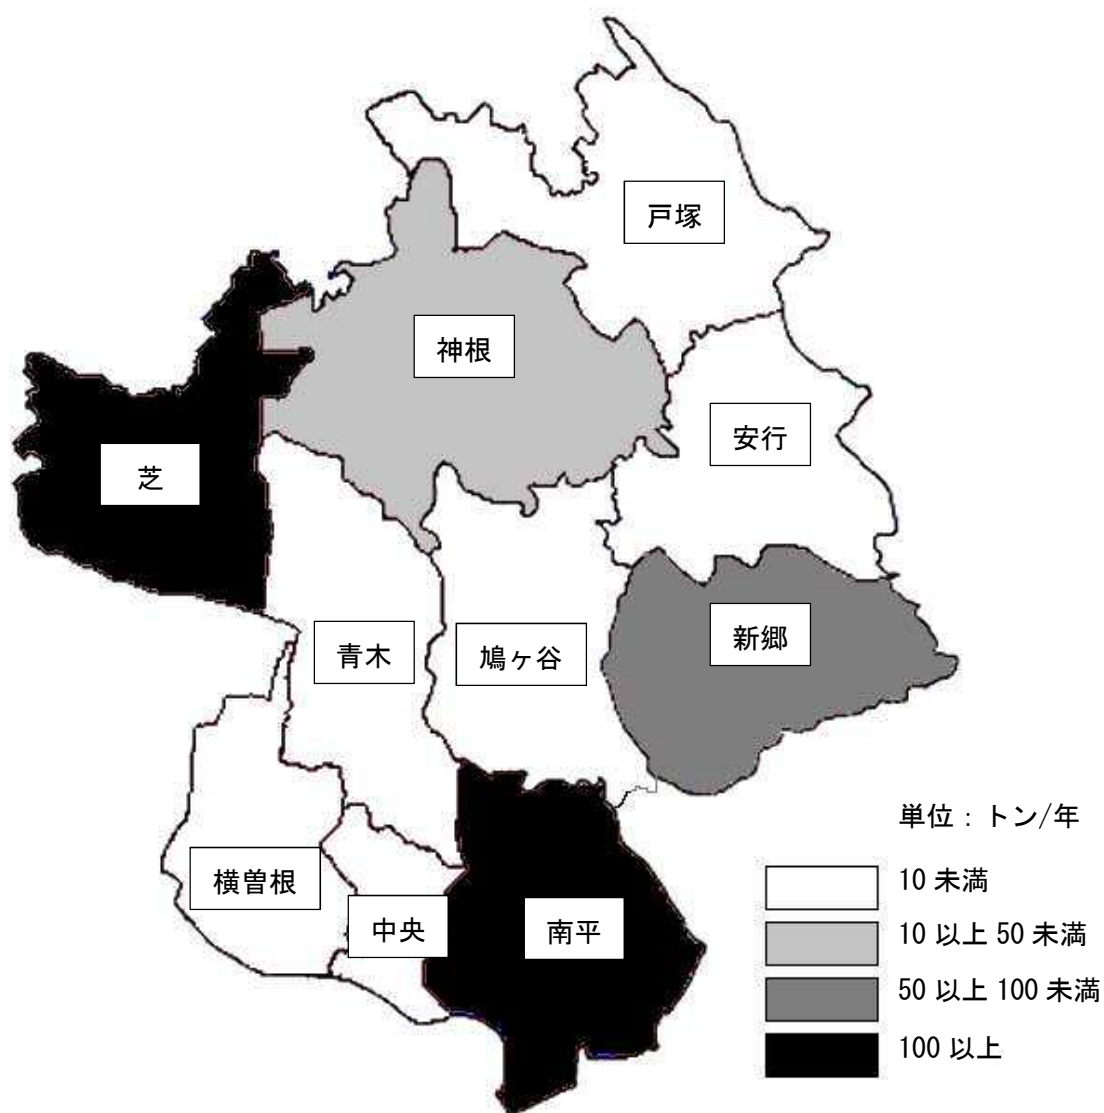 戸塚
神根
安行
芝
新郷
青木
鳩ヶ谷
単位：トン/年
横曽根
10 未満
中央
南平
10 以上 50 未満
50 以上 100 未満
100 以上